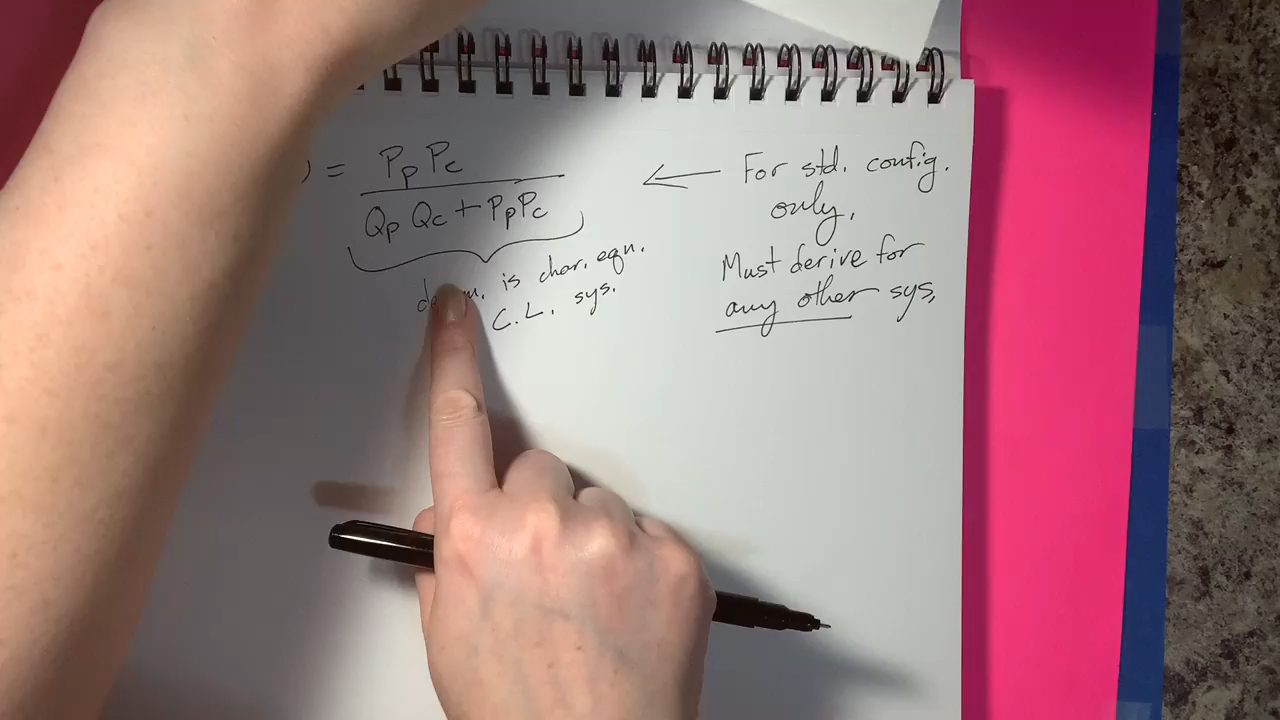 ) = PpPc / QpQc + PpPc
← For std. config.
only.
Must derive for
any other sys.
is char. eqn.
C.L. sys.